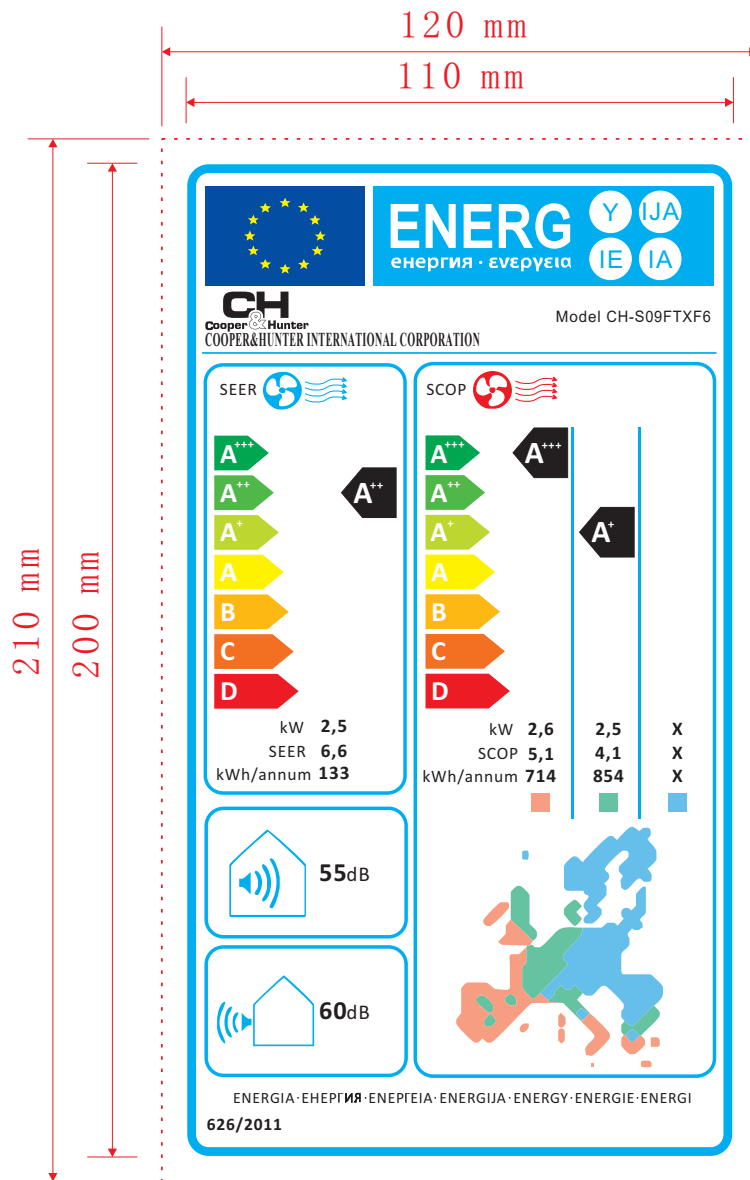 120 mm
110 mm
210 mm
200 mm
ENERG
енергия · ενεργεια
Y IJA
IE IA
CH
Cooper&Hunter
COOPER&HUNTER INTERNATIONAL CORPORATION
Model CH-S09FTXF6
SEER
A+++
A++
A+
A
B
C
D
A++
kW 2,5
SEER 6,6
kWh/annum 133
SCOP
A+++
A++
A+
A
B
C
D
A+++
A+
kW 2,6 2,5 X
SCOP 5,1 4,1 X
kWh/annum 714 854 X
55dB
60dB
ENERGIA·ЕНЕРГИЯ·ΕΝΕΡΓΕΙΑ·ENERGIJA·ENERGY·ENERGIE·ENERGI
626/2011